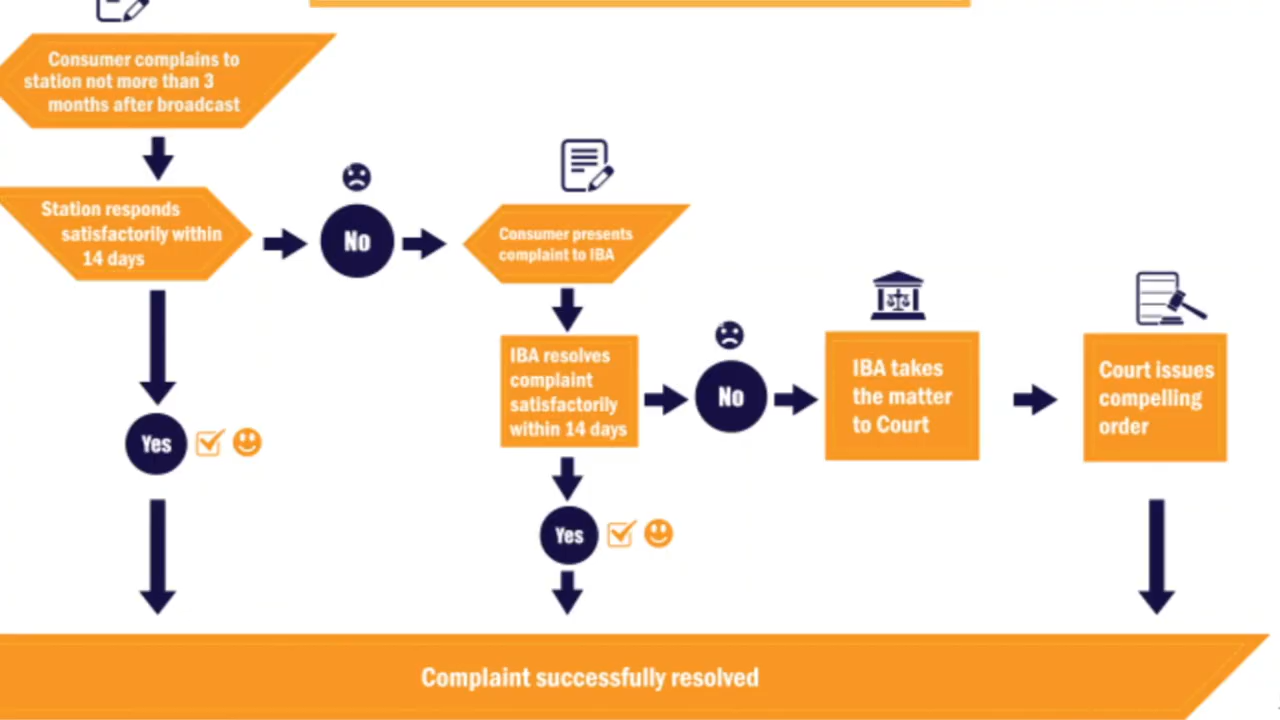 Consumer complains to
station not more than 3
months after broadcast
Station responds
satisfactorily within
14 days
No
Consumer presents
complaint to IBA
Yes
IBA resolves
complaint
satisfactorily
within 14 days
No
IBA takes
the matter
to Court
Court issues
compelling
order
Yes
Complaint successfully resolved